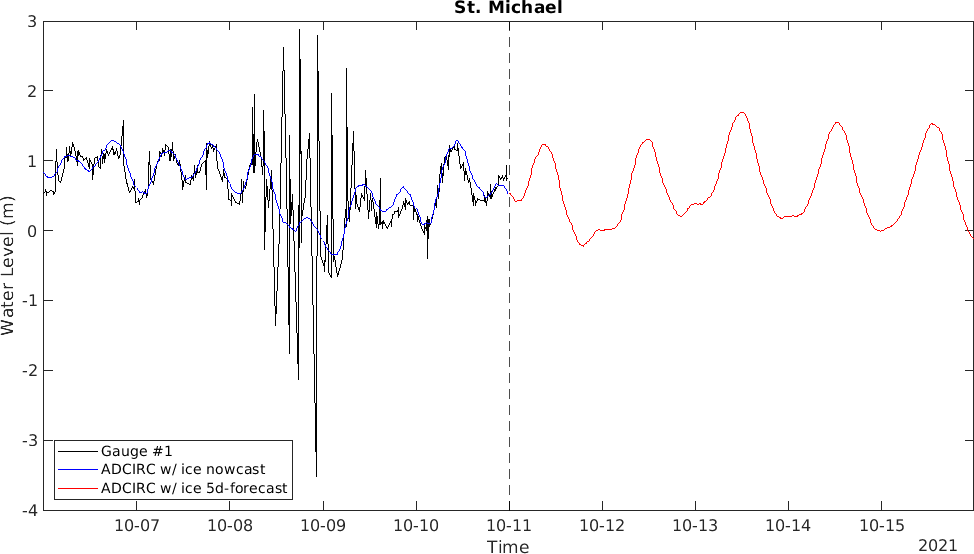 St. Michael
3
2
1
0
-1
-2
-3
-4
Water Level (m)
Gauge #1
ADCIRC w/ ice nowcast
ADCIRC w/ ice 5d-forecast
10-07 10-08 10-09 10-10 10-11 10-12 10-13 10-14 10-15
Time
2021